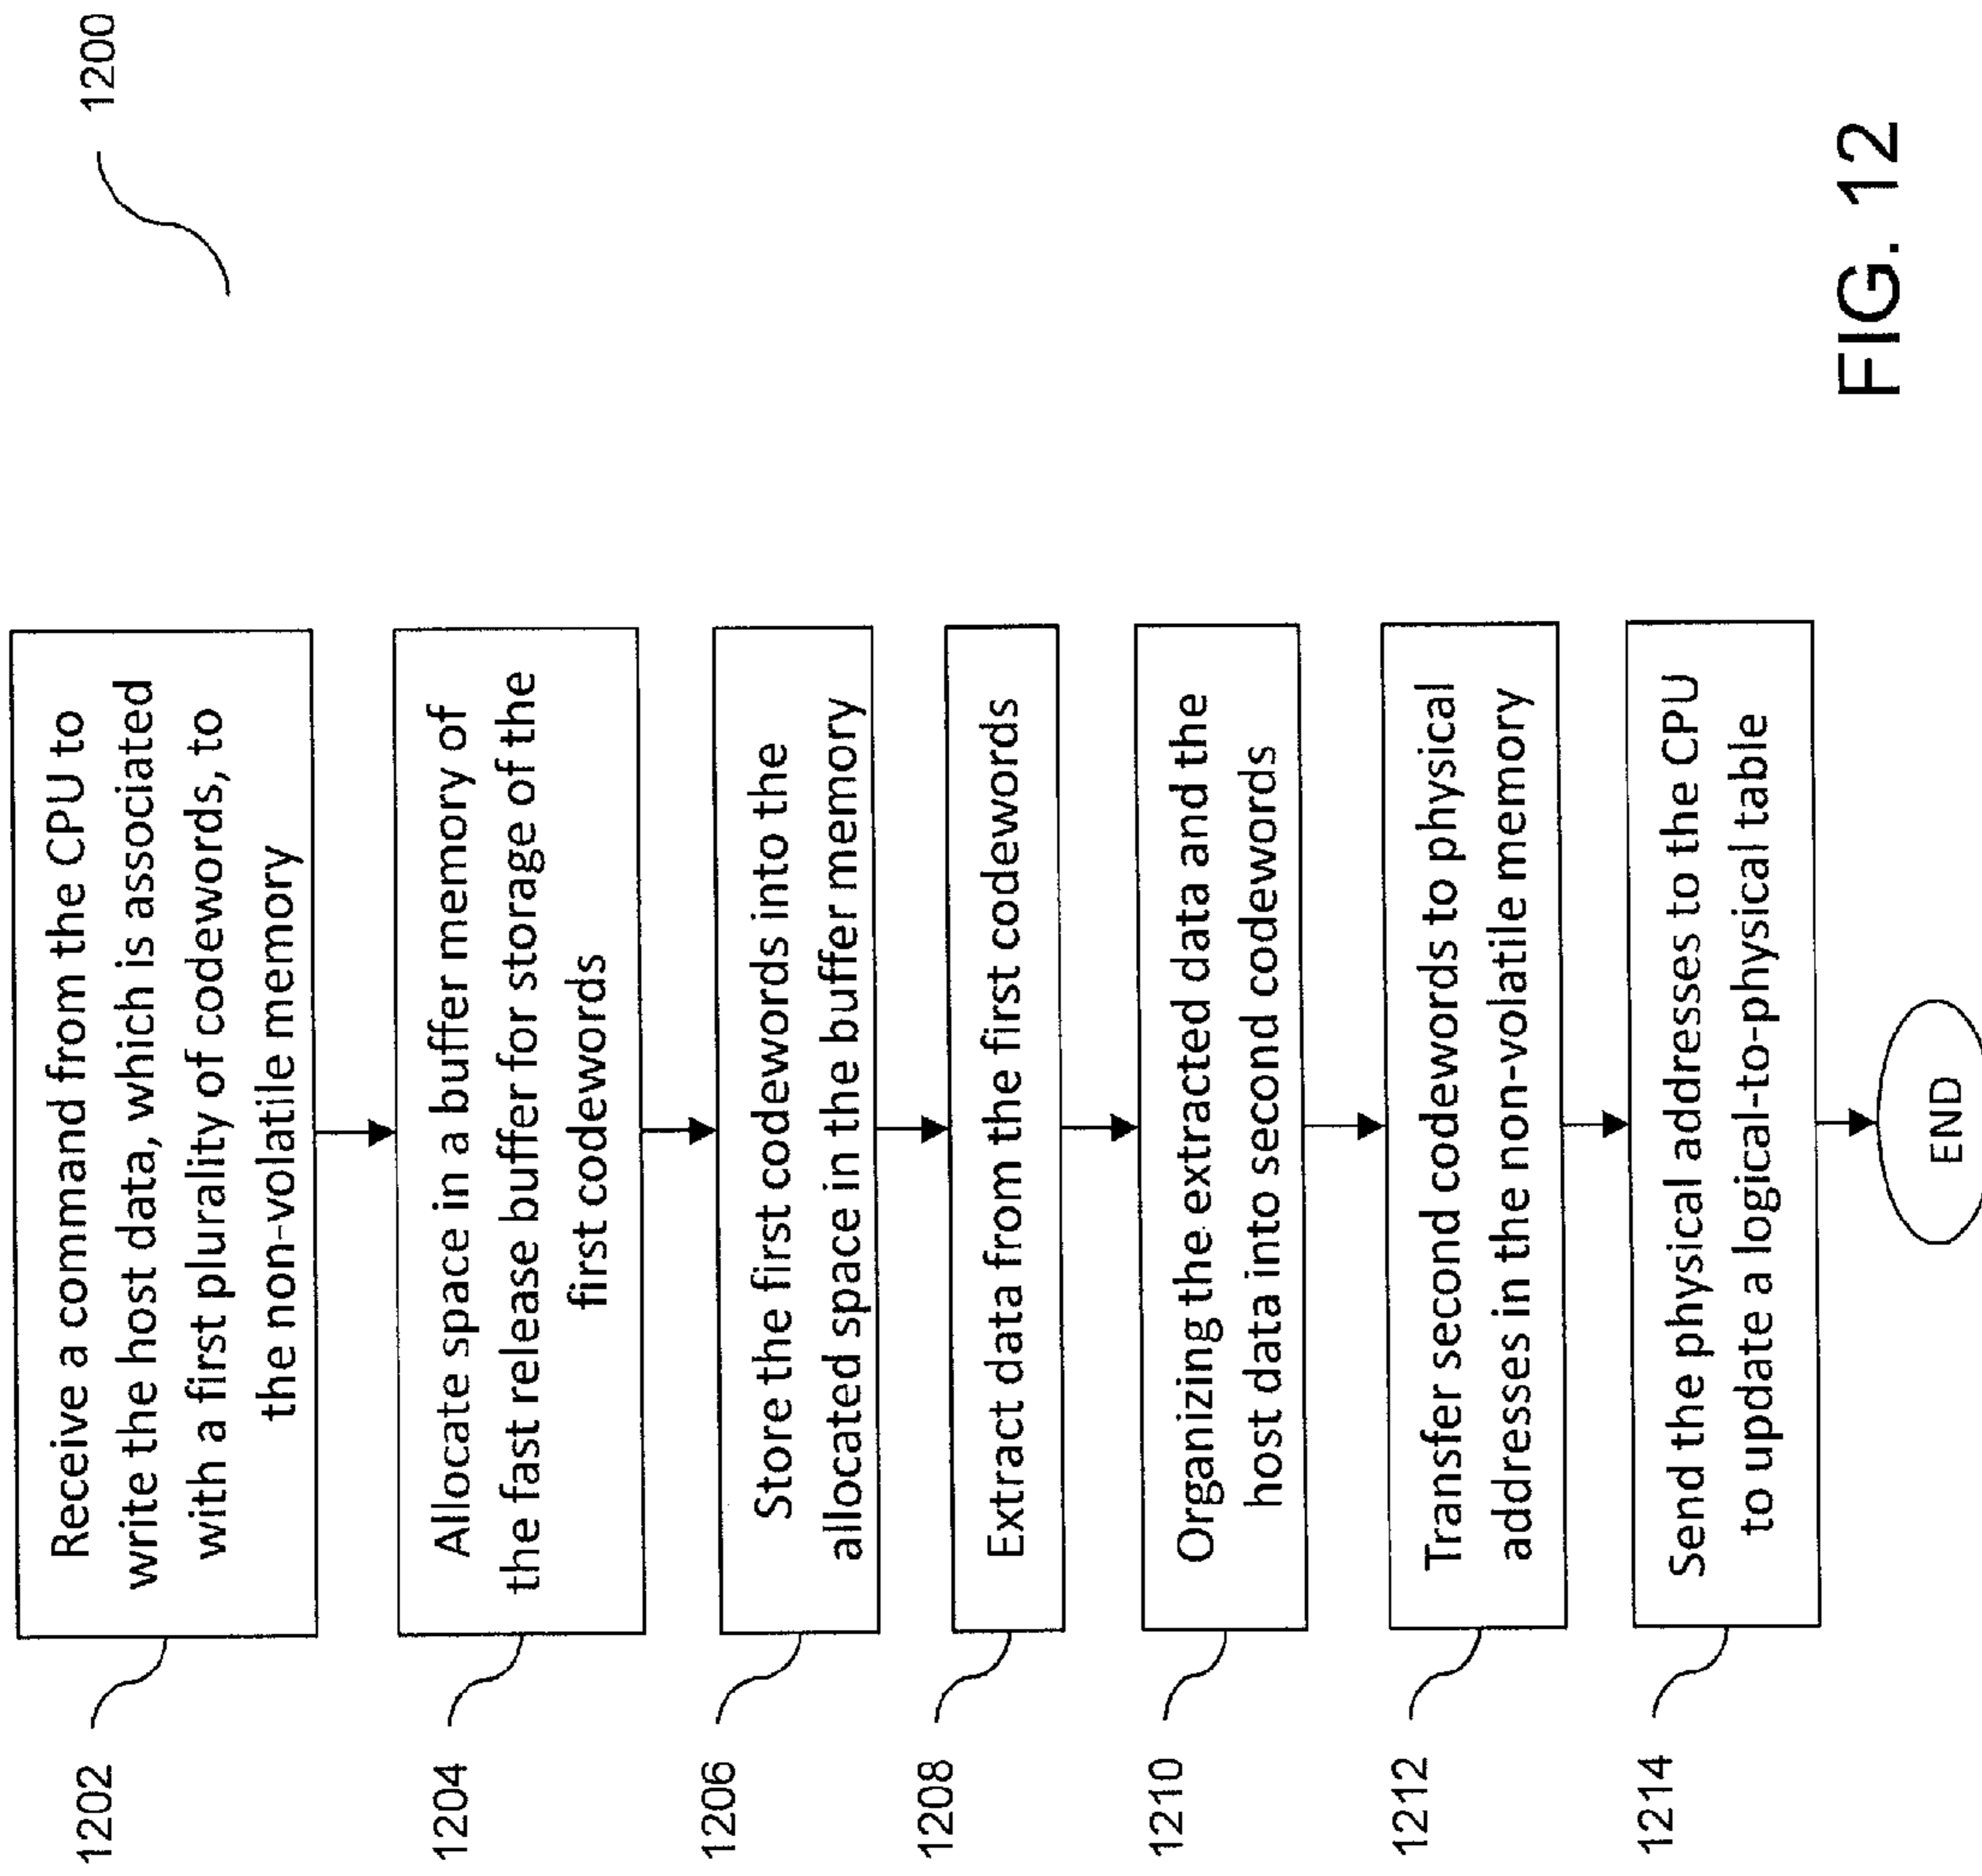 1200
1202
Receive a command from the CPU to
write the host data, which is associated
with a first plurality of codewords, to
the non-volatile memory
1204
Allocate space in a buffer memory of
the fast release buffer for storage of the
first codewords
1206
Store the first codewords into the
allocated space in the buffer memory
1208
Extract data from the first codewords
1210
Organizing the extracted data and the
host data into second codewords
1212
Transfer second codewords to physical
addresses in the non-volatile memory
1214
Send the physical addresses to the CPU
to update a logical-to-physical table
END
FIG. 12